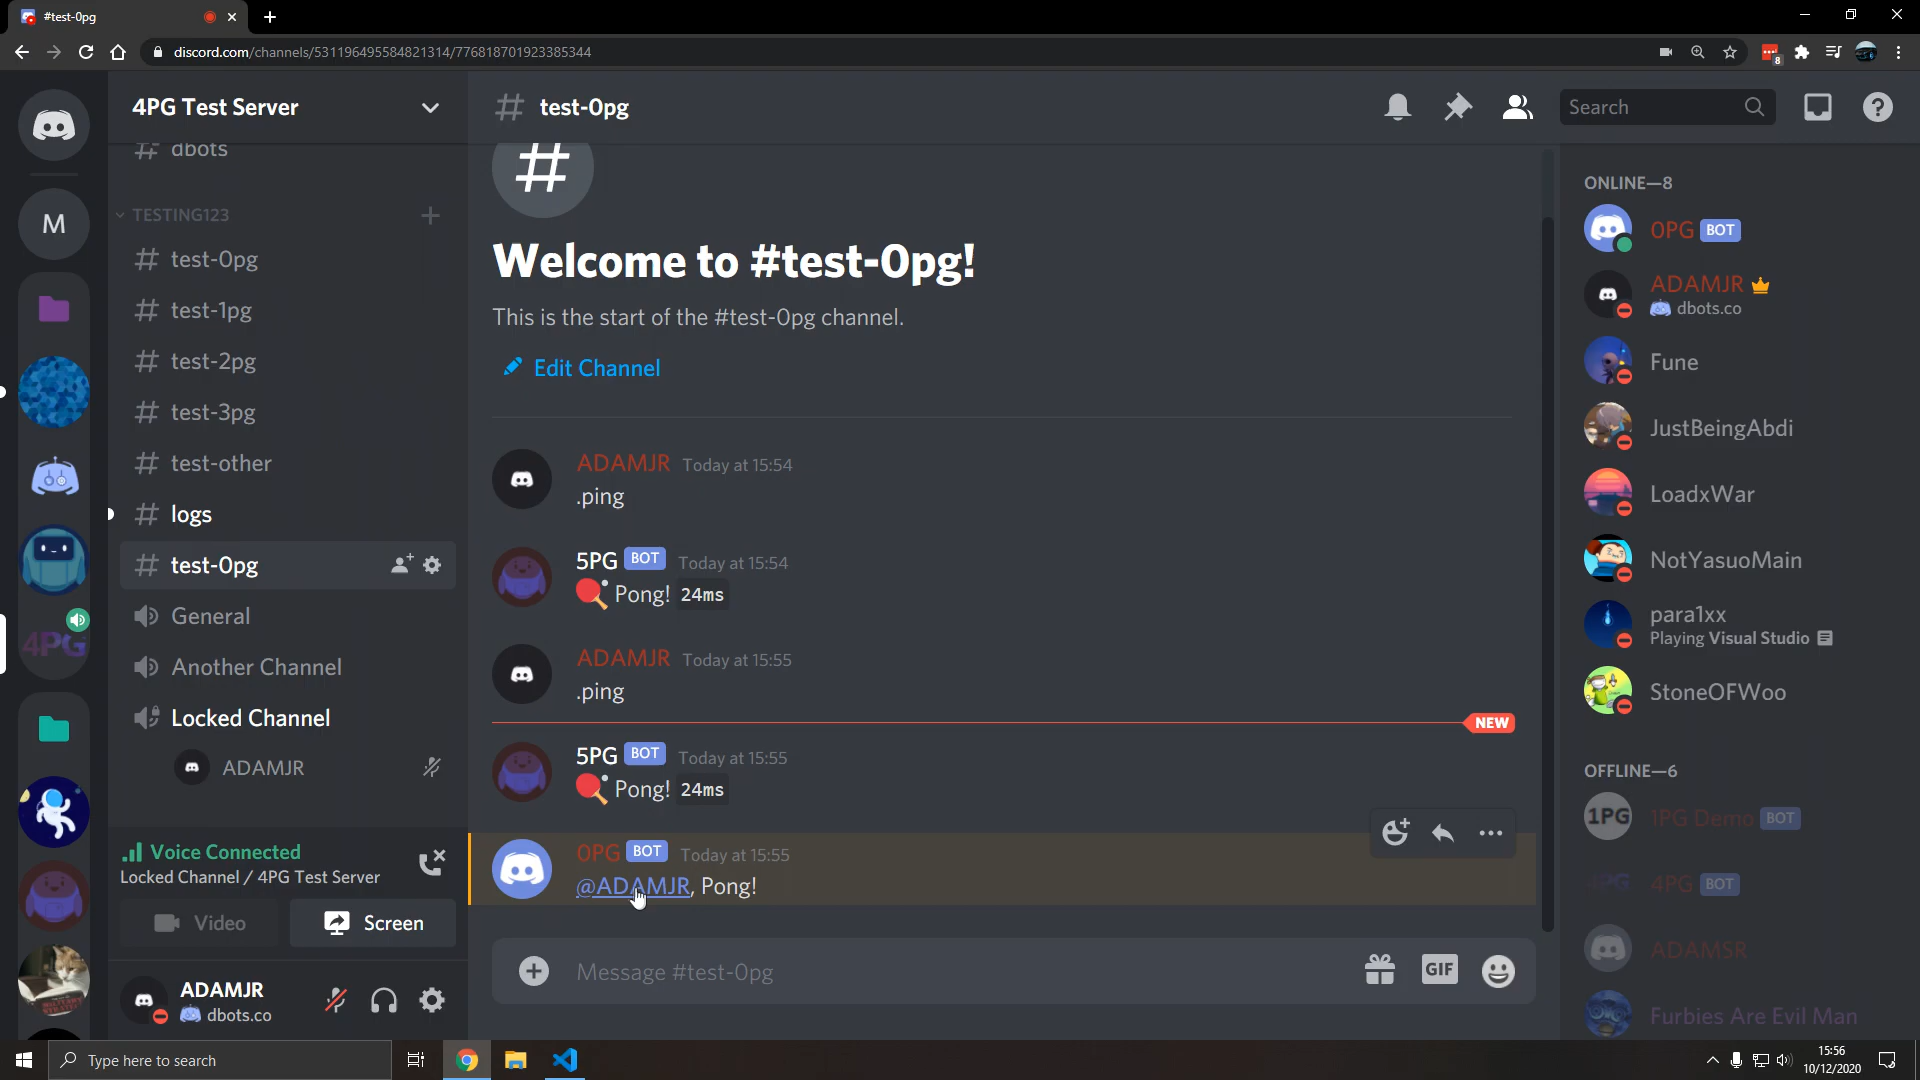 #test-0pg
discord.com/channels/531196495584821314/776818701923385344
8
4PG Test Server
dbots
M
TESTING123
test-0pg
test-1pg
test-2pg
test-3pg
test-other
logs
test-0pg
General
Another Channel
Locked Channel
ADAMJR
4PG
Voice Connected
Locked Channel / 4PG Test Server
Video
Screen
ADAMJR
dbots.co
test-0pg
Search
Welcome to #test-0pg!
This is the start of the #test-0pg channel.
Edit Channel
ADAMJR Today at 15:54
.ping
5PG BOT Today at 15:54
Pong! 24ms
ADAMJR Today at 15:55
.ping
NEW
5PG BOT Today at 15:55
Pong! 24ms
0PG BOT Today at 15:55
@ADAMJR, Pong!
Message #test-0pg
GIF
ONLINE—8
0PG BOT
ADAMJR
dbots.co
Fune
JustBeingAbdi
LoadxWar
NotYasuoMain
para1xx
Playing Visual Studio
StoneOFWoo
OFFLINE—6
1PG
1PG Demo BOT
4PG
4PG BOT
ADAMSR
Furbies Are Evil Man
Type here to search
15:56
10/12/2020